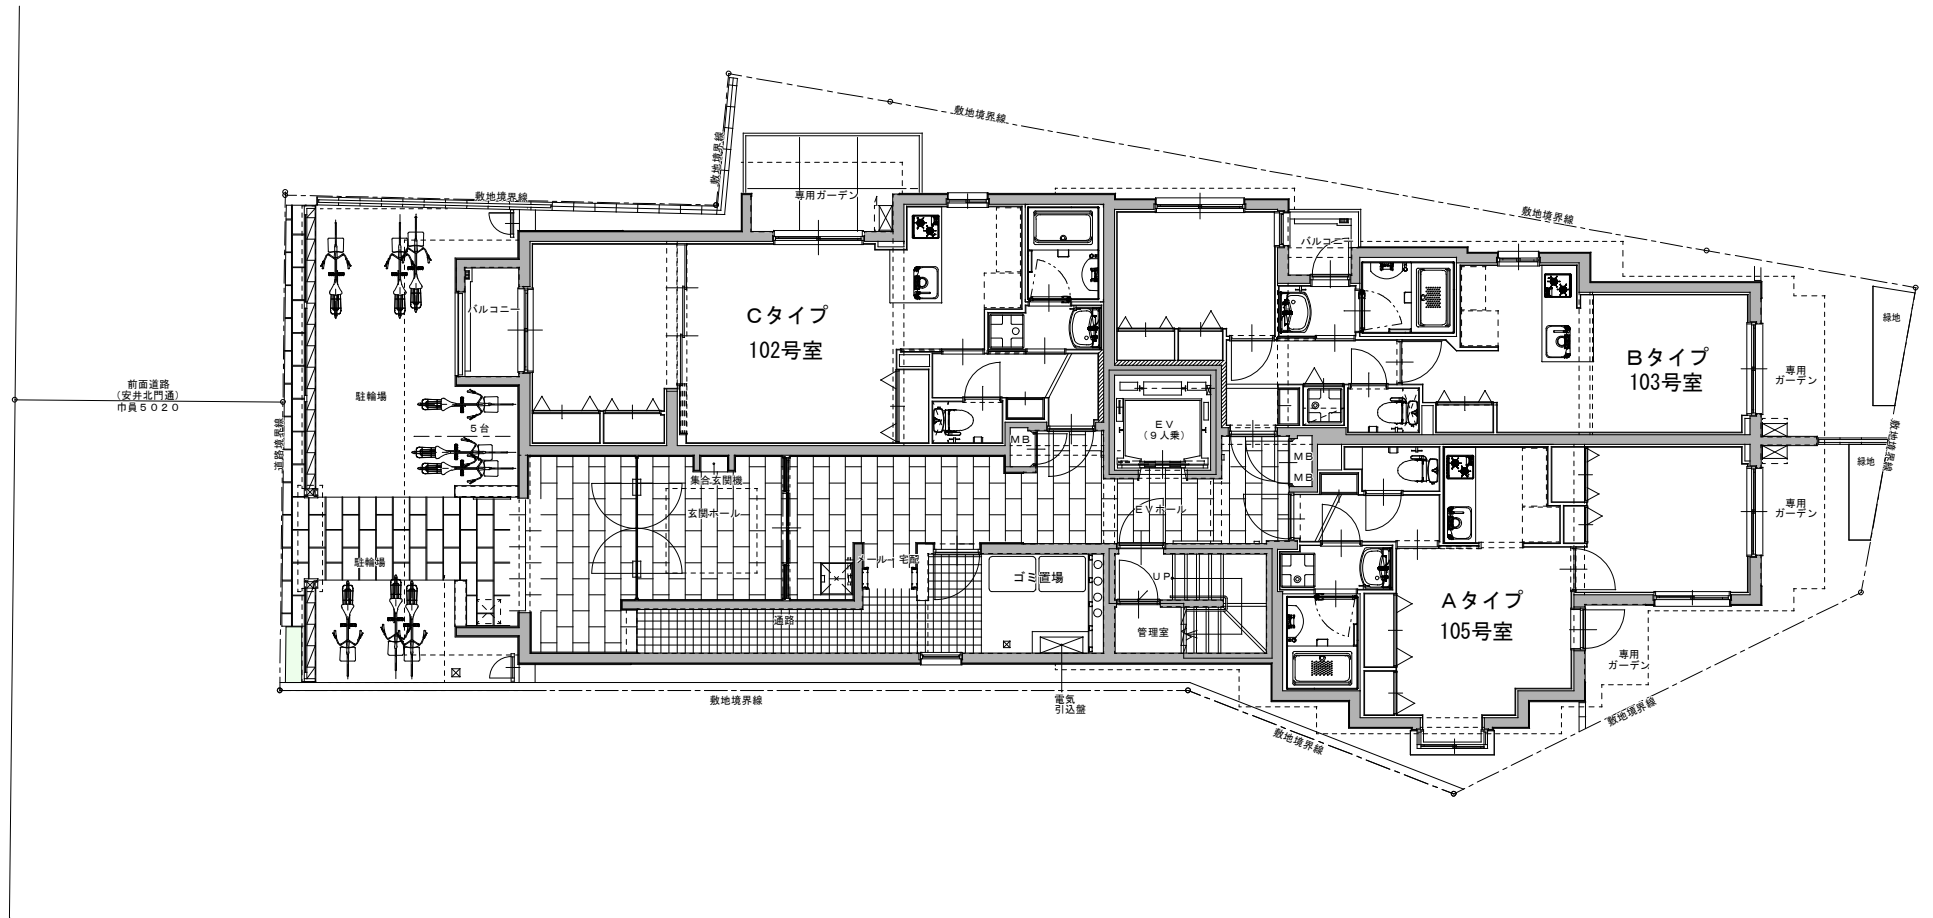 敷地境界線
敷地境界線
敷地境界線
敷地境界線
専用ガーデン
バルコニー
バルコニー
Cタイプ
102号室
Bタイプ
103号室
緑地
専用
ガーデン
前面道路
(安井北門通)
巾員5020
駐輪場
道路境界線
5台
EV
(9人乗)
MB
MB
MB
敷地境界線
緑地
集合玄関機
玄関ホール
EVホール
専用
ガーデン
駐輪場
メール・宅配
ゴミ置場
UP
Aタイプ
105号室
通路
管理室
専用
ガーデン
敷地境界線
電気
引込盤
敷地境界線
敷地境界線